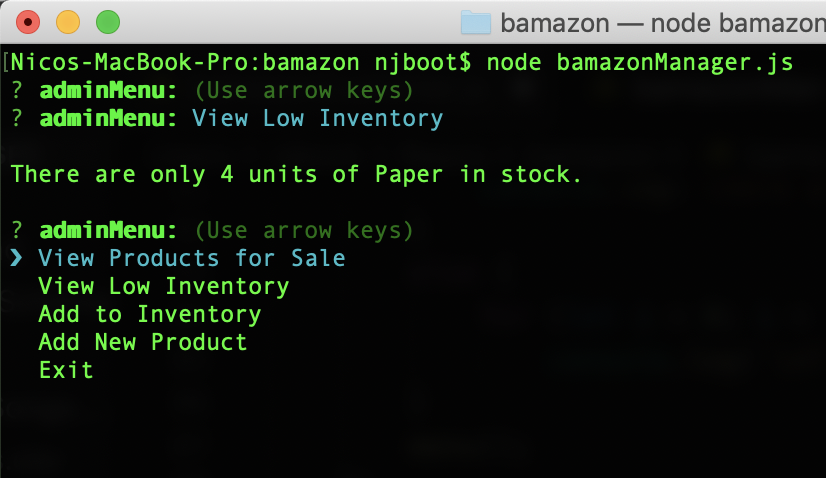 bamazon — node bamazon
[Nicos-MacBook-Pro:bamazon njboot$ node bamazonManager.js
? adminMenu: (Use arrow keys)
? adminMenu: View Low Inventory
There are only 4 units of Paper in stock.
? adminMenu: (Use arrow keys)
❯ View Products for Sale
View Low Inventory
Add to Inventory
Add New Product
Exit